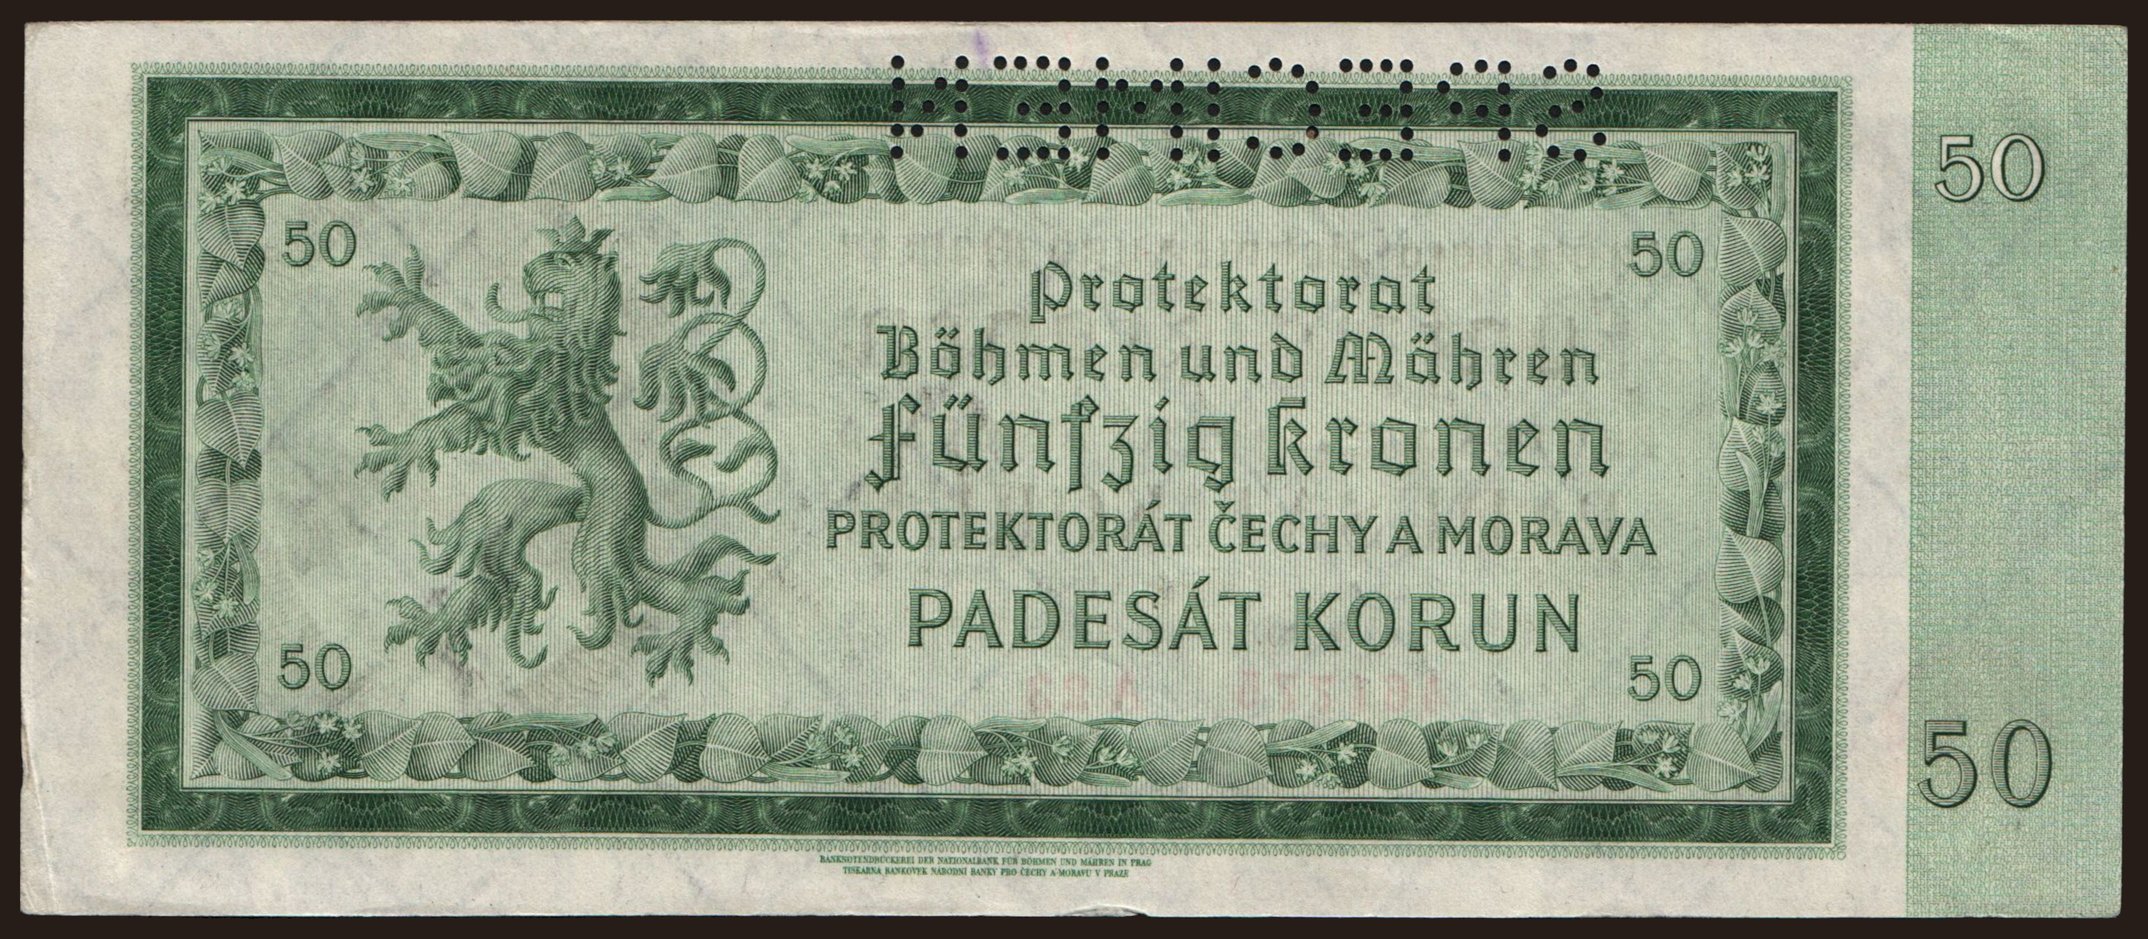 50
50
50
Protektorat
Böhmen und Mähren
Fünfzig Kronen
PROTEKTORÁT ČECHY A MORAVA
PADESÁT KORUN
50
50
50
BANKNOTENDRUCKEREI DER NATIONALBANK FÜR BÖHMEN UND MÄHREN IN PRAG
TISKÁRNA BANKOVEK NÁRODNÍ BANKY PRO ČECHY A MORAVU V PRAZE